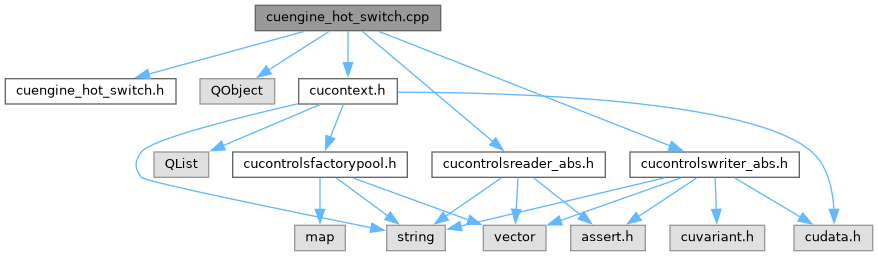 cuengine_hot_switch.cpp
cuengine_hot_switch.h
QObject
cucontext.h
QList
cucontrolsfactorypool.h
cucontrolsreader_abs.h
cucontrolswriter_abs.h
map
string
vector
assert.h
cuvariant.h
cudata.h